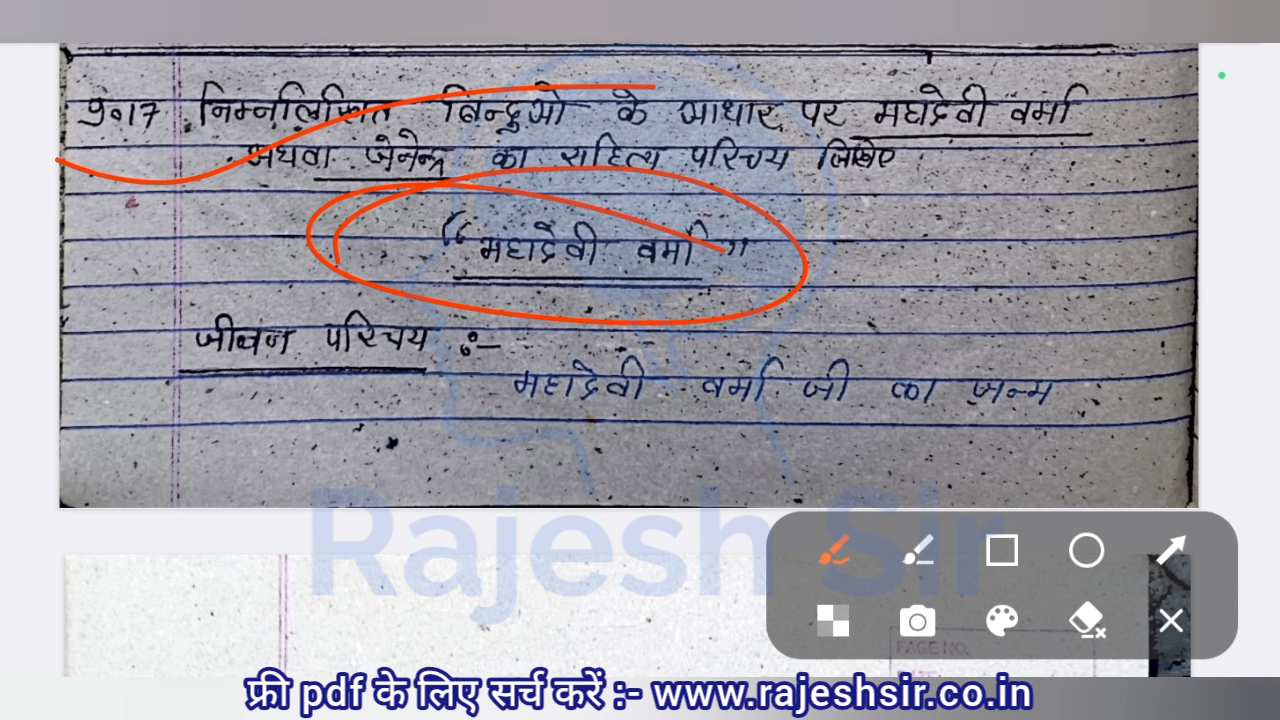 प्र०17 निम्नलिखित बिन्दुओ के आधार पर महादेवी वर्मा
अथवा जेनेन्द्र का साहित्य परिचय लिखिए
“महादेवी वर्मा”
जीवन परिचय :-
महादेवी वर्मा जी का जन्म
Rajesh Sir
PAGE NO.
फ्री pdf के लिए सर्च करें :- www.rajeshsir.co.in